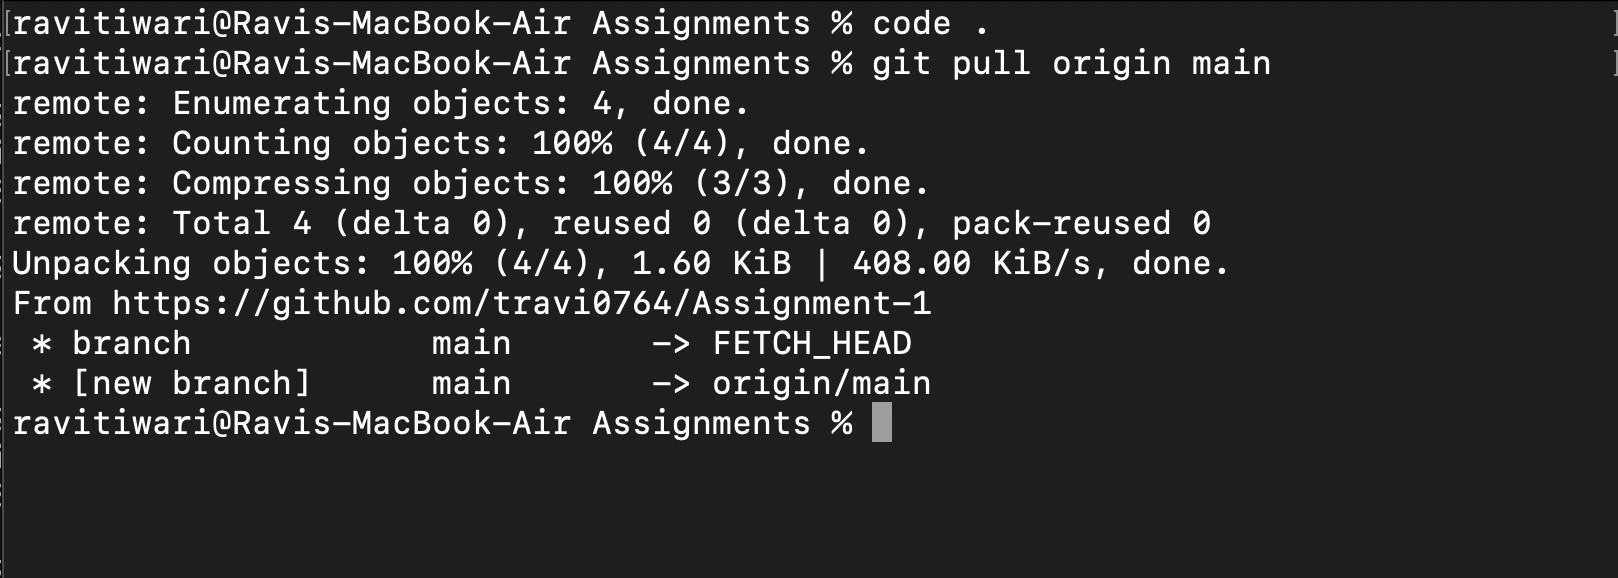 [ravitiwari@Ravis-MacBook-Air Assignments % code .                              ]
[ravitiwari@Ravis-MacBook-Air Assignments % git pull origin main                ]
remote: Enumerating objects: 4, done.
remote: Counting objects: 100% (4/4), done.
remote: Compressing objects: 100% (3/3), done.
remote: Total 4 (delta 0), reused 0 (delta 0), pack-reused 0
Unpacking objects: 100% (4/4), 1.60 KiB | 408.00 KiB/s, done.
From https://github.com/travi0764/Assignment-1
 * branch            main       -> FETCH_HEAD
 * [new branch]      main       -> origin/main
ravitiwari@Ravis-MacBook-Air Assignments %